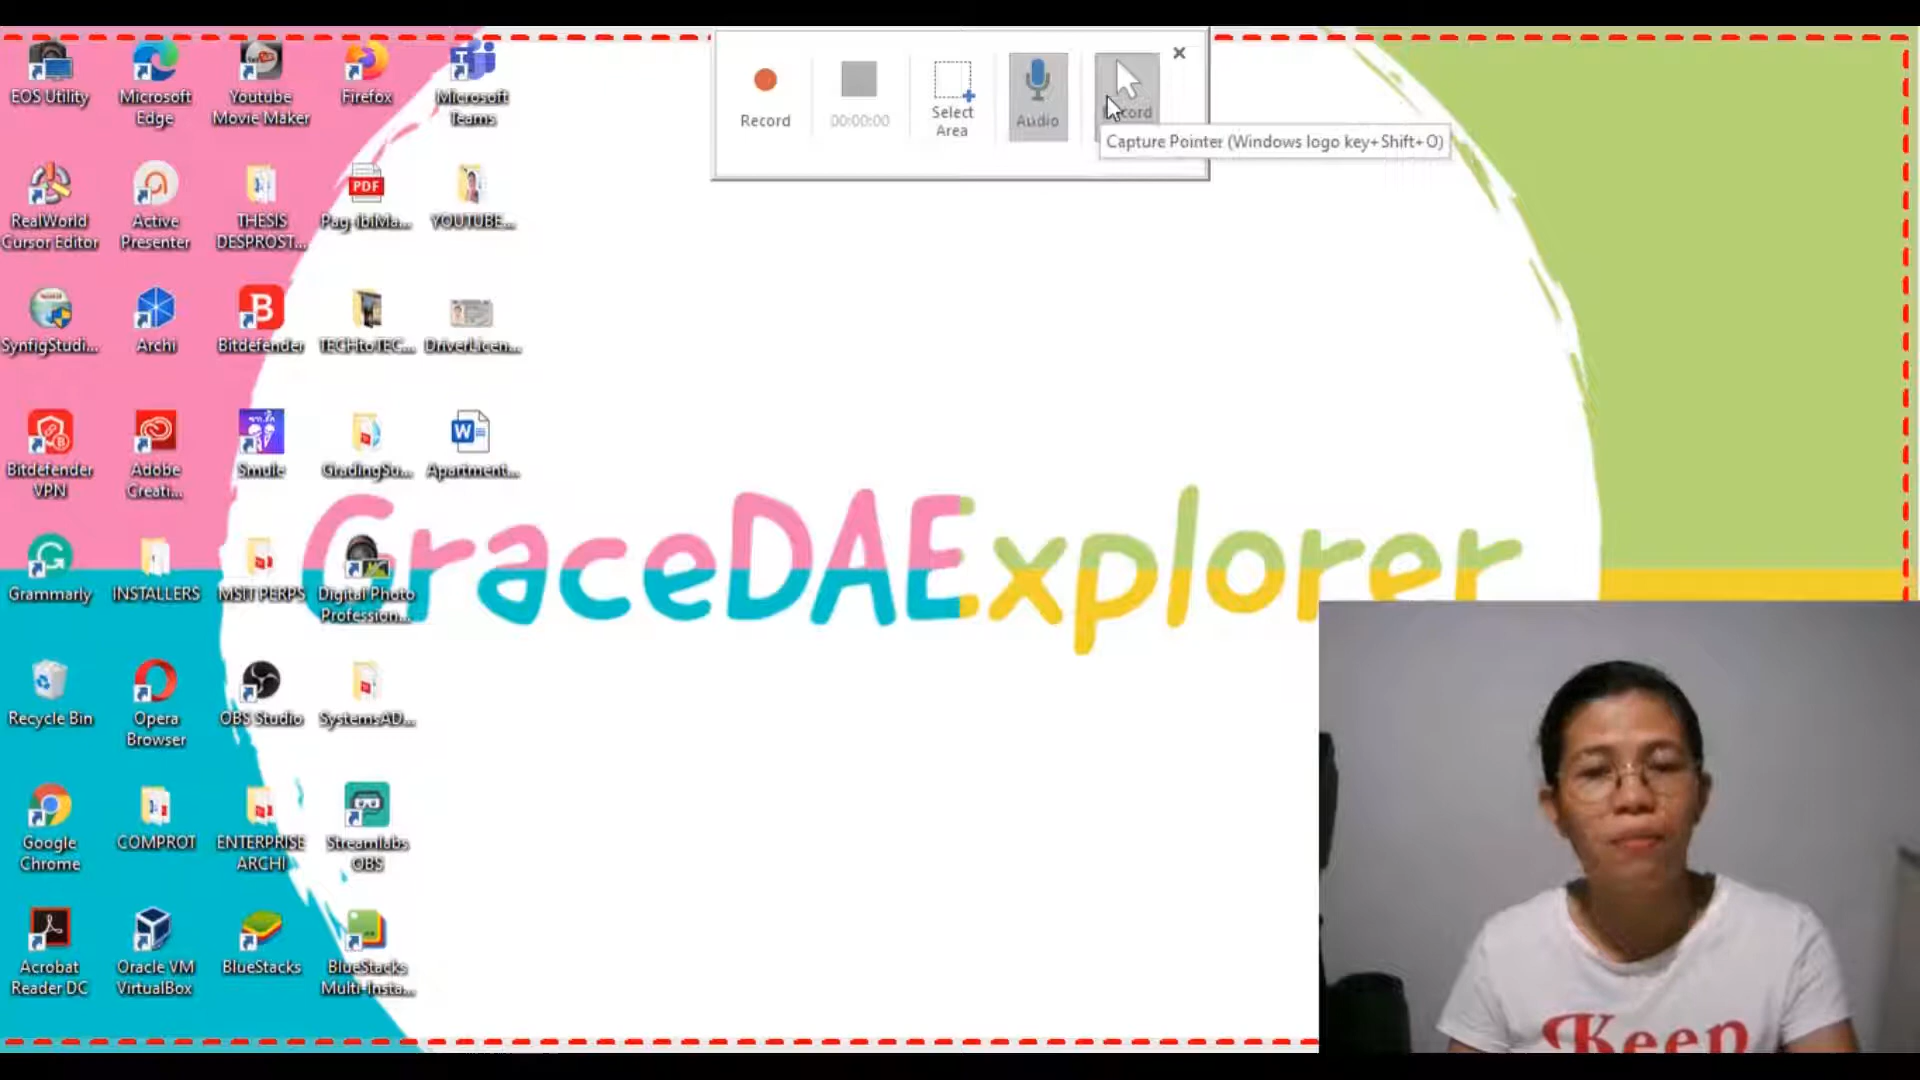 Record
00:00:00
Select
Area
Audio
Record
Capture Pointer (Windows logo key+Shift+O)
EOS Utility
Microsoft
Edge
Youtube
Movie Maker
Firefox
Microsoft
Teams
RealWorld
Cursor Editor
Active
Presenter
THESIS
DESPROST...
PDF
Pag-ibiMa...
YOUTUBE...
SynfigStudi...
Archi
Bitdefender
TECHtoTEC...
DriverLicen...
Bitdefender
VPN
Adobe
Creati...
Smule
GradingSu...
Apartment...
GraceDAExplorer
Grammarly
INSTALLERS
MSIT PERPS
Digital Photo
Profession...
Recycle Bin
Opera
Browser
OBS Studio
SystemsAD...
Google
Chrome
COMPROT
ENTERPRISE
ARCHI
Streamlabs
OBS
Acrobat
Reader DC
Oracle VM
VirtualBox
BlueStacks
BlueStacks
Multi-Insta...
Keep